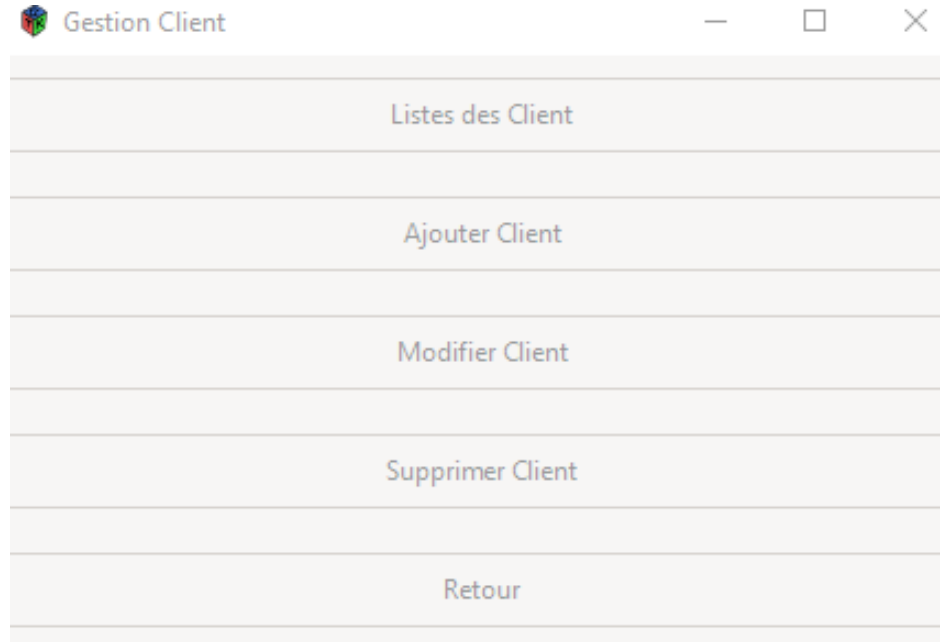 Gestion Client
Listes des Client
Ajouter Client
Modifier Client
Supprimer Client
Retour